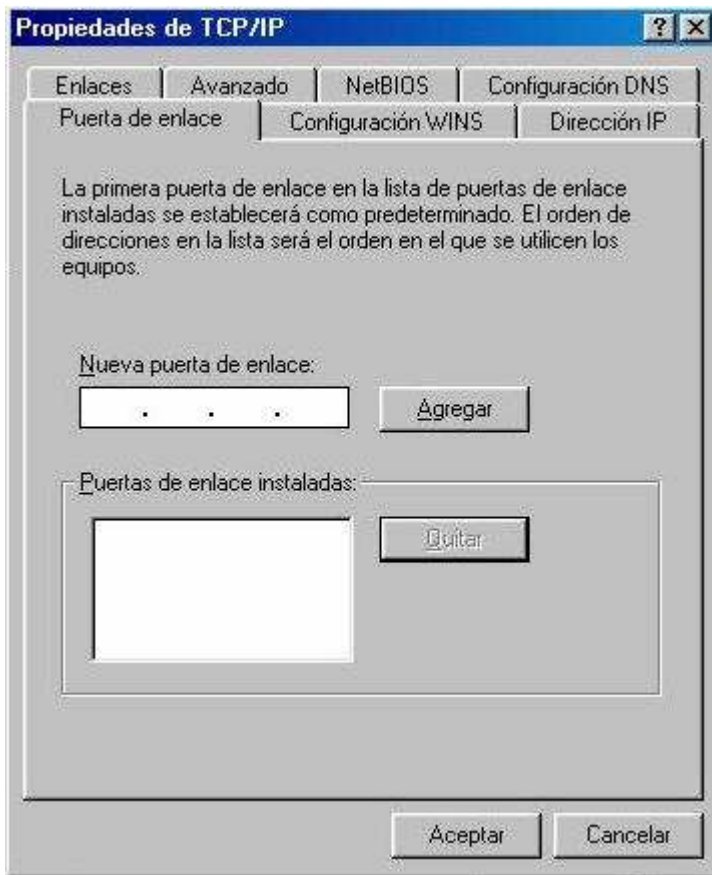 Propiedades de TCP/IP
Enlaces
Avanzado
NetBIOS
Configuración DNS
Puerta de enlace
Configuración WINS
Dirección IP
La primera puerta de enlace en la lista de puertas de enlace
instaladas se establecerá como predeterminado. El orden de
direcciones en la lista será el orden en el que se utilicen los
equipos.
Nueva puerta de enlace:
. . .
Agregar
Puertas de enlace instaladas:
Quitar
Aceptar
Cancelar